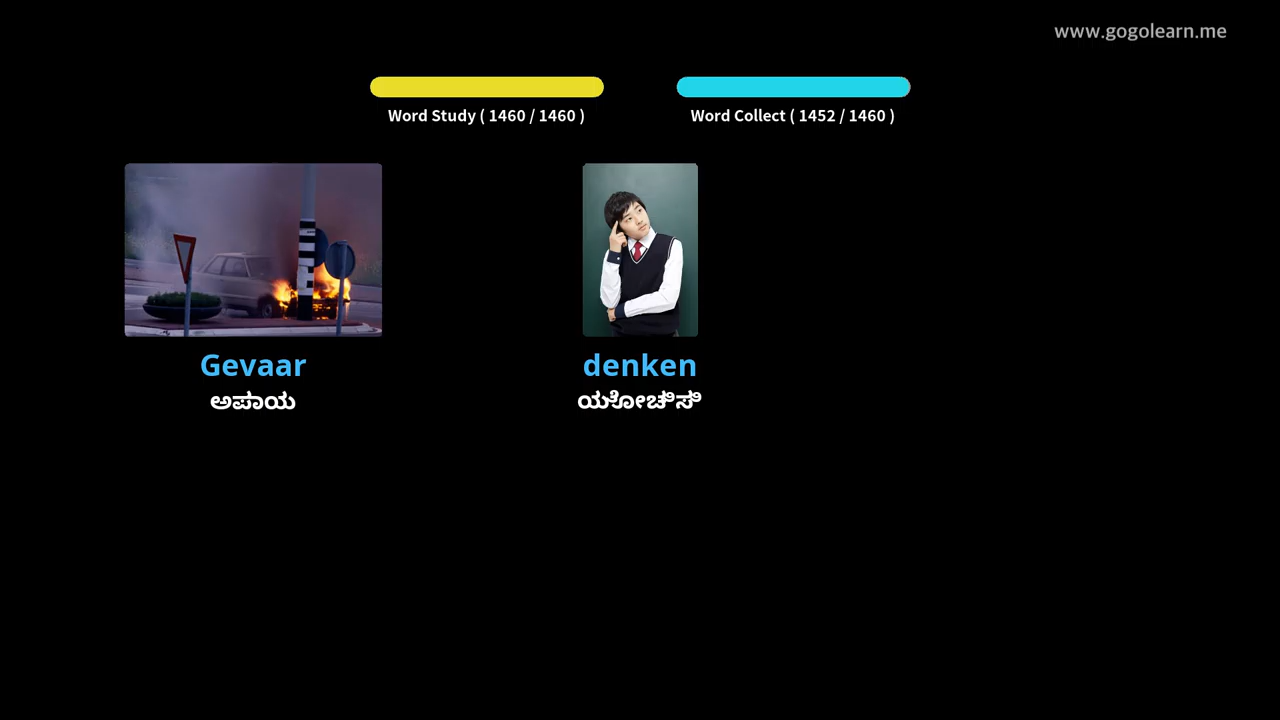 www.gogolearn.me
Word Study ( 1460 / 1460 )
Word Collect ( 1452 / 1460 )
Gevaar
ಅಪಾಯ
denken
ಯೋಚಿಸಿ